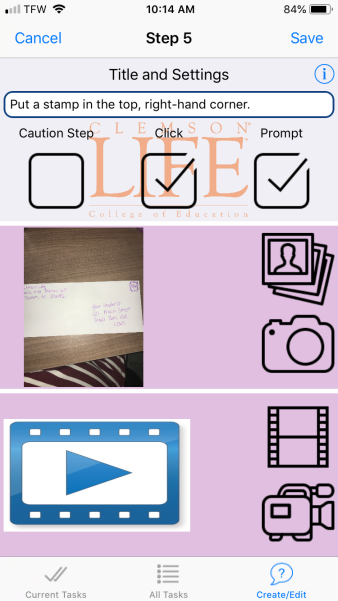 TFW
10:14 AM
84%
Cancel
Step 5
Save
Title and Settings
i
Put a stamp in the top, right-hand corner.
CLEMSON®
Caution Step
Click
Prompt
LIFE
College of Education
Current Tasks
All Tasks
?
Create/Edit